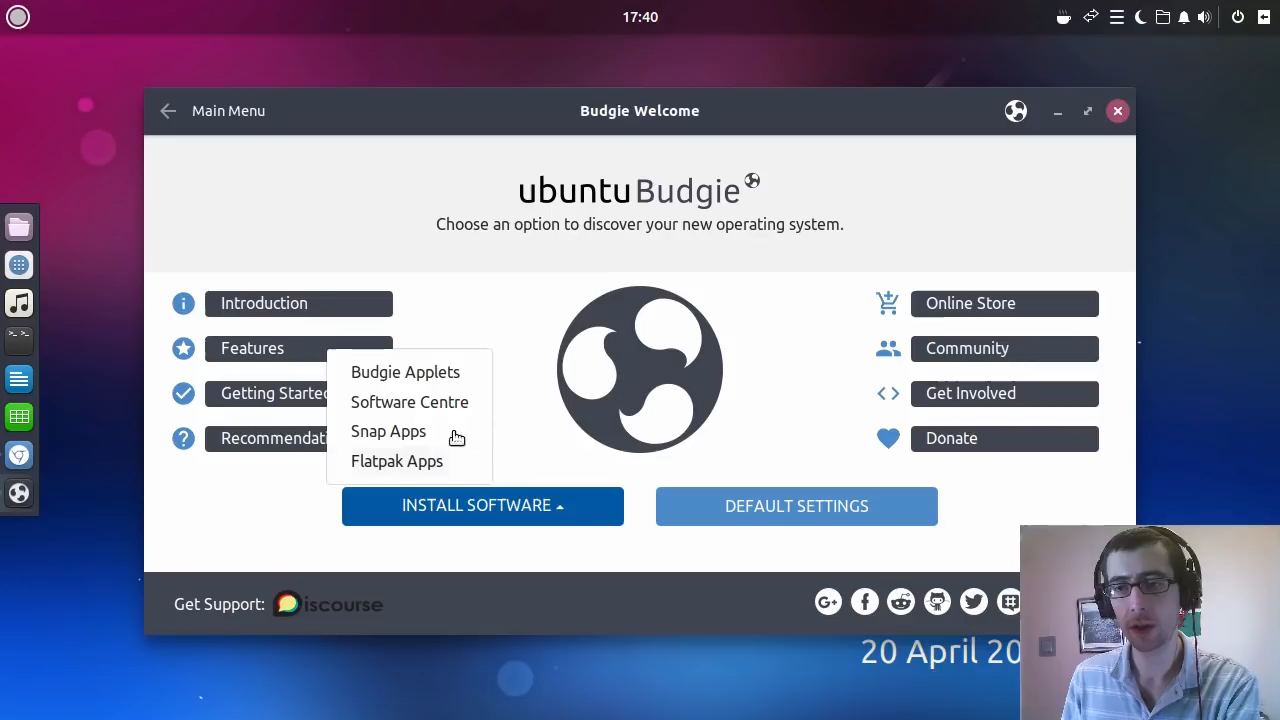 17:40
Main Menu
Budgie Welcome
ubuntu Budgie
Choose an option to discover your new operating system.
Introduction
Features
Getting Started
Budgie Applets
Software Centre
Snap Apps
Flatpak Apps
INSTALL SOFTWARE
DEFAULT SETTINGS
Online Store
Community
Get Involved
Donate
Get Support: iscourse
20 April 20